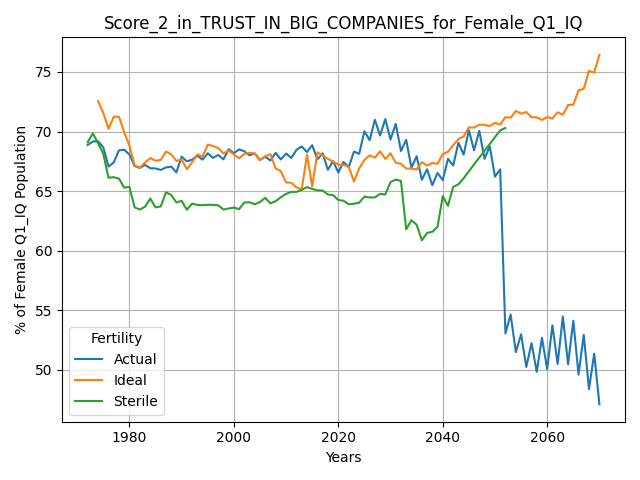 Score_2_in_TRUST_IN_BIG_COMPANIES_for_Female_Q1_IQ
% of Female Q1_IQ Population
75
70
65
60
55
50
Fertility
Actual
Ideal
Sterile
1980
2000
2020
2040
2060
Years